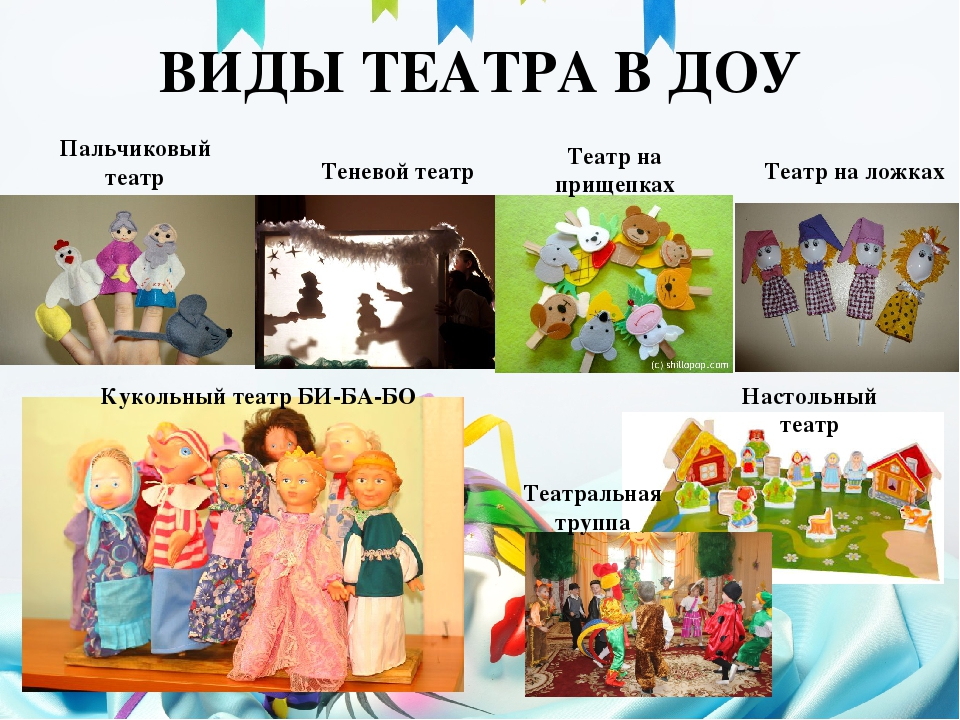 ВИДЫ ТЕАТРА В ДОУ
Пальчиковый
театр
Теневой театр
Театр на
прищепках
Театр на ложках
(c) shillopop.com
Кукольный театр БИ-БА-БО
Настольный
театр
Театральная
труппа